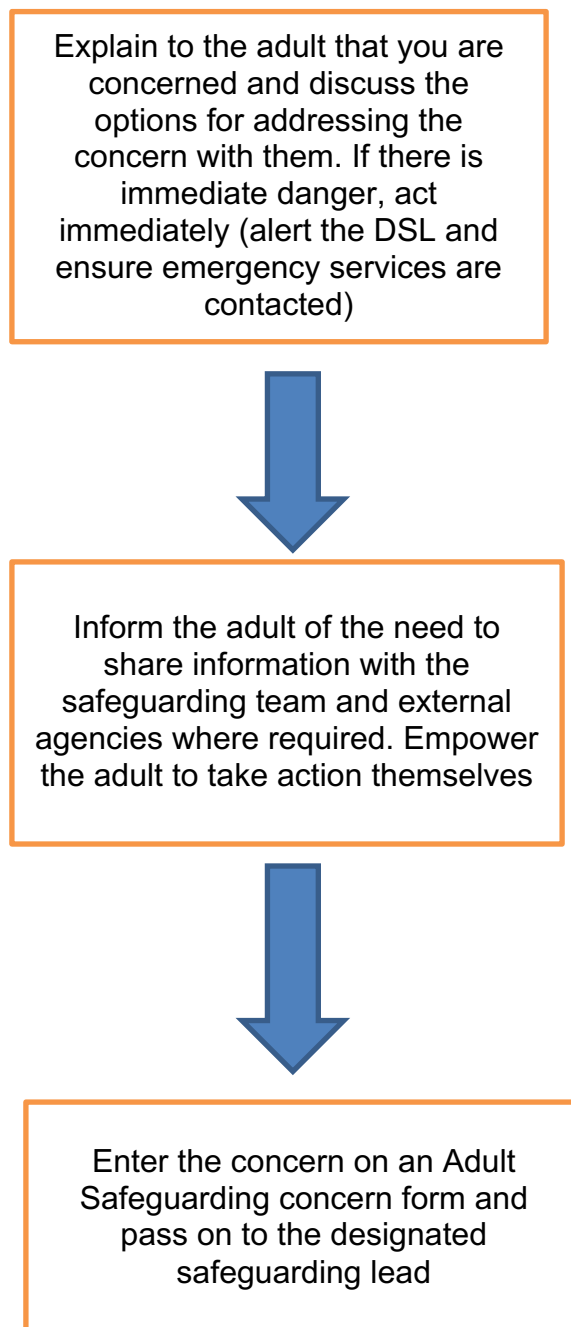 Explain to the adult that you are
concerned and discuss the
options for addressing the
concern with them. If there is
immediate danger, act
immediately (alert the DSL and
ensure emergency services are
contacted)
Inform the adult of the need to
share information with the
safeguarding team and external
agencies where required. Empower
the adult to take action themselves
Enter the concern on an Adult
Safeguarding concern form and
pass on to the designated
safeguarding lead